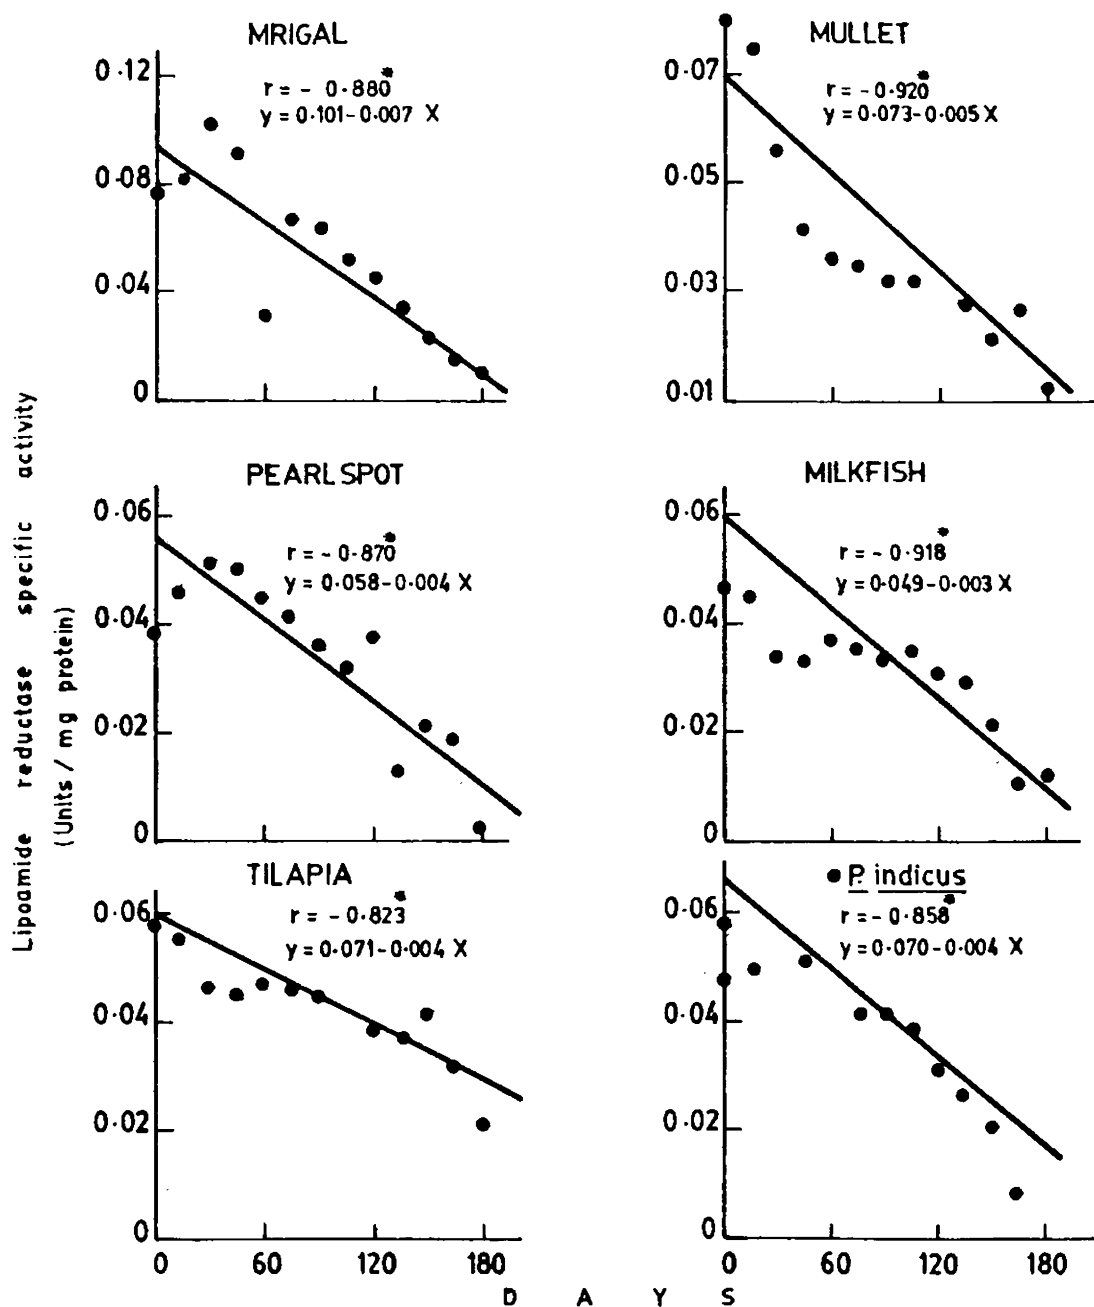 MRIGAL
r = - 0.880*
y = 0.101-0.007 X
0.12
0.08
0.04
0
MULLET
r = -0.920*
y = 0.073-0.005 X
0.07
0.05
0.03
0.01
Lipoamide reductase specific activity
(Units / mg protein)
PEARL SPOT
r = - 0.870*
y = 0.058-0.004 X
0.06
0.04
0.02
0
MILKFISH
r = -0.918*
y = 0.049-0.003 X
0.06
0.04
0.02
0
TILAPIA
r = -0.823*
y = 0.071-0.004 X
0.06
0.04
0.02
0
0 60 120 180
P. indicus
r = -0.858*
y = 0.070-0.004 X
0.06
0.04
0.02
0
0 60 120 180
D A Y S